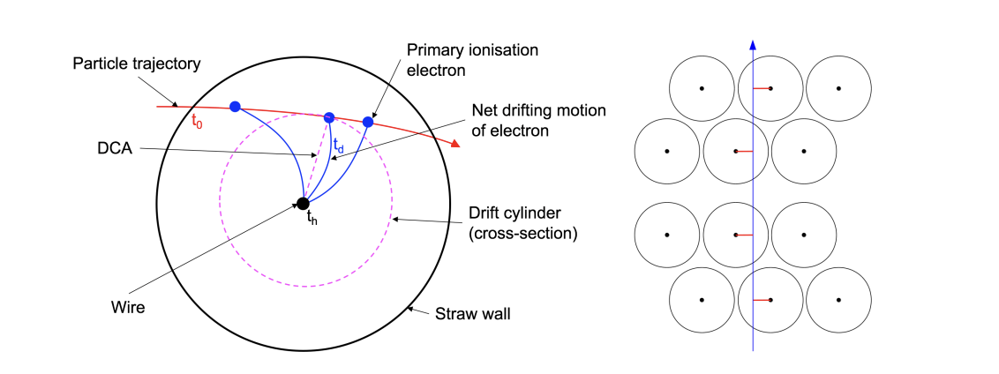 Particle trajectory
Primary ionisation
electron
t0
Net drifting motion
of electron
DCA
td
th
Drift cylinder
(cross-section)
Wire
Straw wall